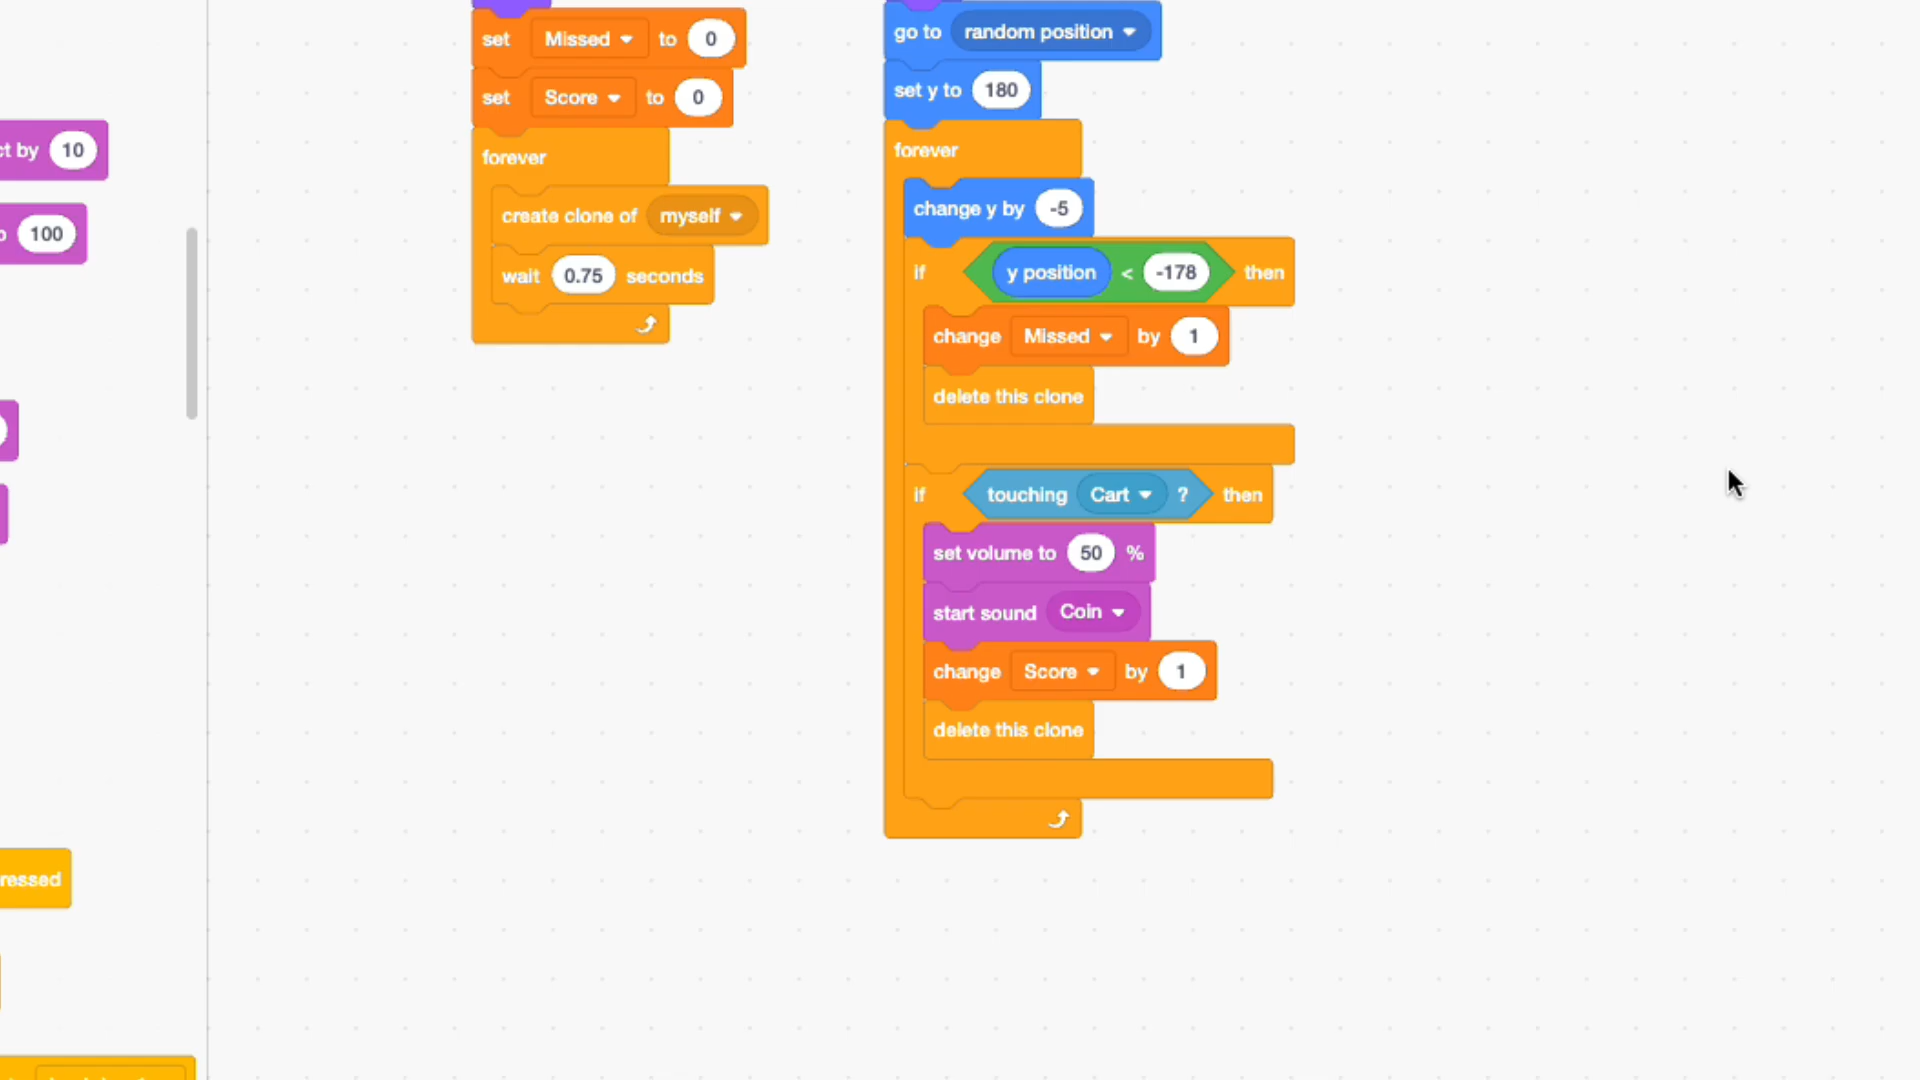 ct by 10
100
ressed
set Missed to 0
set Score to 0
forever
create clone of myself
wait 0.75 seconds
go to random position
set y to 180
forever
change y by -5
if y position < -178 then
change Missed by 1
delete this clone
if touching Cart ? then
set volume to 50 %
start sound Coin
change Score by 1
delete this clone